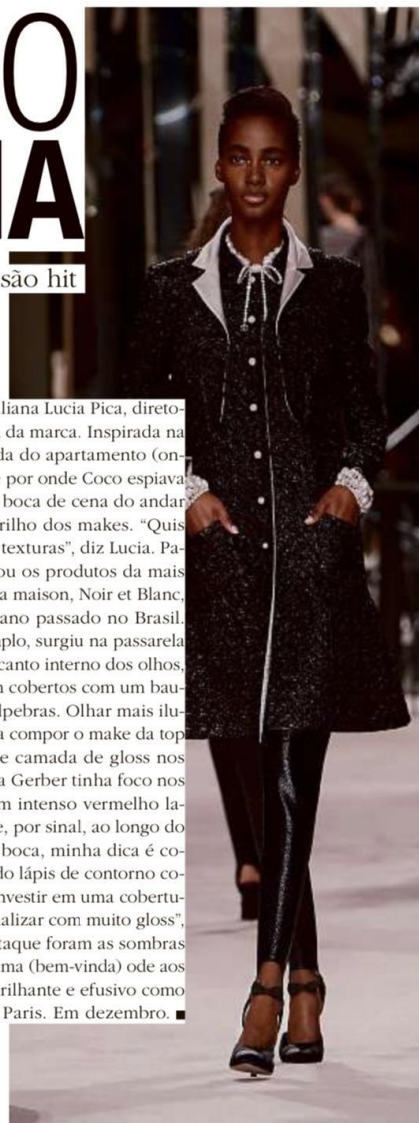 O
IA
são hit
liana Lucia Pica, direto-
da marca. Inspirada na
da do apartamento (on-
por onde Coco espiava
boca de cena do andar
rilho dos makes. “Quis
texturas”, diz Lucia. Pa-
ou os produtos da mais
a maison, Noir et Blanc,
ano passado no Brasil.
plo, surgiu na passarela
canto interno dos olhos,
n cobertos com um bau-
lpebras. Olhar mais ilu-
a compor o make da top
e camada de gloss nos
a Gerber tinha foco nos
m intenso vermelho la-
e, por sinal, ao longo do
boca, minha dica é co-
do lápis de contorno co-
nvestir em uma cobertu-
alizar com muito gloss”,
taque foram as sombras
ma (bem-vinda) ode aos
rilhante e efusivo como
Paris. Em dezembro. ■